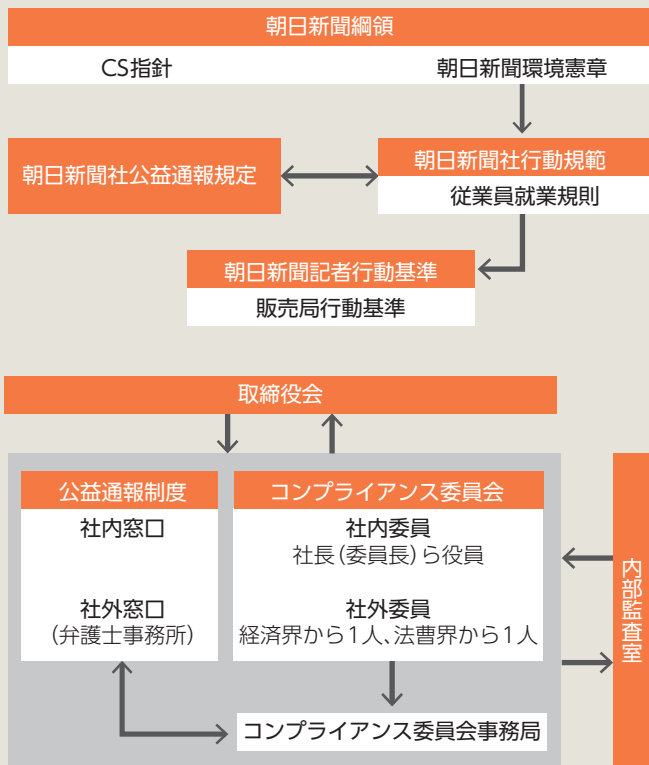 朝日新聞綱領
CS指針
朝日新聞環境憲章
朝日新聞社公益通報規定
朝日新聞社行動規範
従業員就業規則
朝日新聞記者行動基準
販売局行動基準
取締役会
公益通報制度
社内窓口
社外窓口
(弁護士事務所)
コンプライアンス委員会
社内委員
社長(委員長)ら役員
社外委員
経済界から1人、法曹界から1人
コンプライアンス委員会事務局
内部監査室